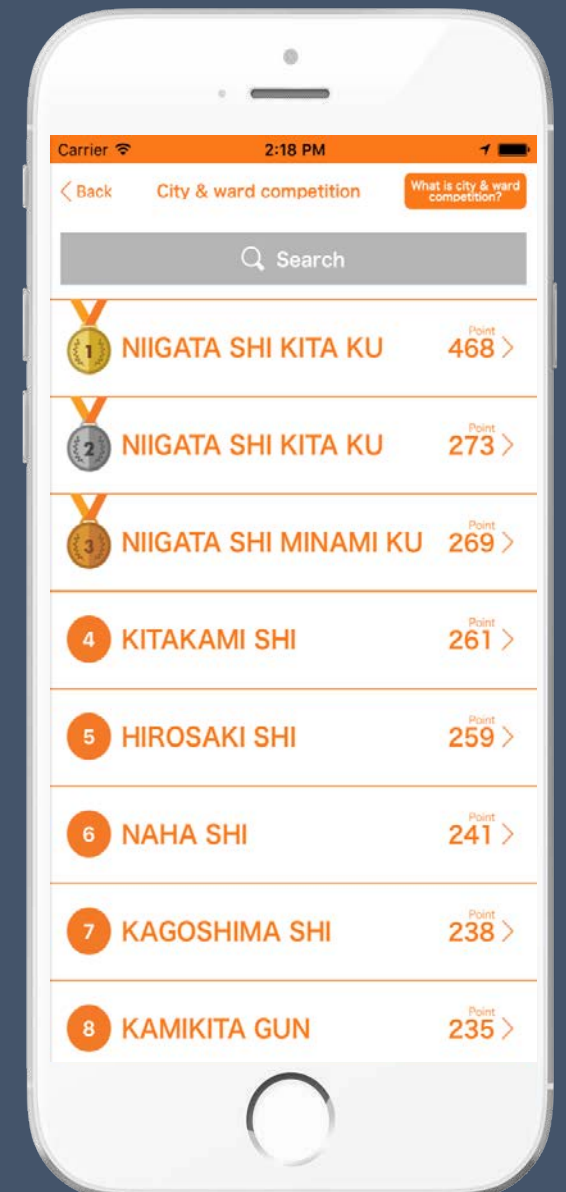 Carrier 2:18 PM
Back City & ward competition What is city & ward
competition?
Search
1 NIIGATA SHI KITA KU Point
468
2 NIIGATA SHI KITA KU Point
273
3 NIIGATA SHI MINAMI KU Point
269
4 KITAKAMI SHI Point
261
5 HIROSAKI SHI Point
259
6 NAHA SHI Point
241
7 KAGOSHIMA SHI Point
238
8 KAMIKITA GUN Point
235